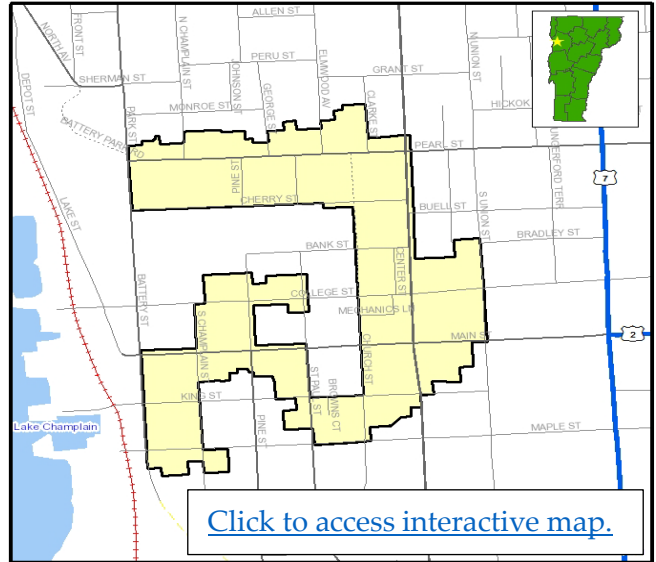 ALLEN ST
FRONT ST
NORTH AV
N CHAMPLAIN ST
JOHNSON ST
PERU ST
ELMWOOD AV
N UNION ST
GRANT ST
SHERMAN ST
DEPOT ST
GEORGE S
MONROE ST
CLARKE ST
HICKOK
BATTERY PARK RD
PARK ST
PEARL ST
UNGERFORD TERR
PINE ST
7
CHERRY ST
LAKE ST
BUELL ST
S UNION ST
BRADLEY ST
BANK ST
CENTER ST
BATTERY ST
COLLEGE ST
MECHANICS LN
S CHAMPLAIN S
MAIN ST
2
CHURCH ST
KING ST
ST PAUL ST
BROWNS CT
PINE ST
MAPLE ST
Lake Champlain
Click to access interactive map.